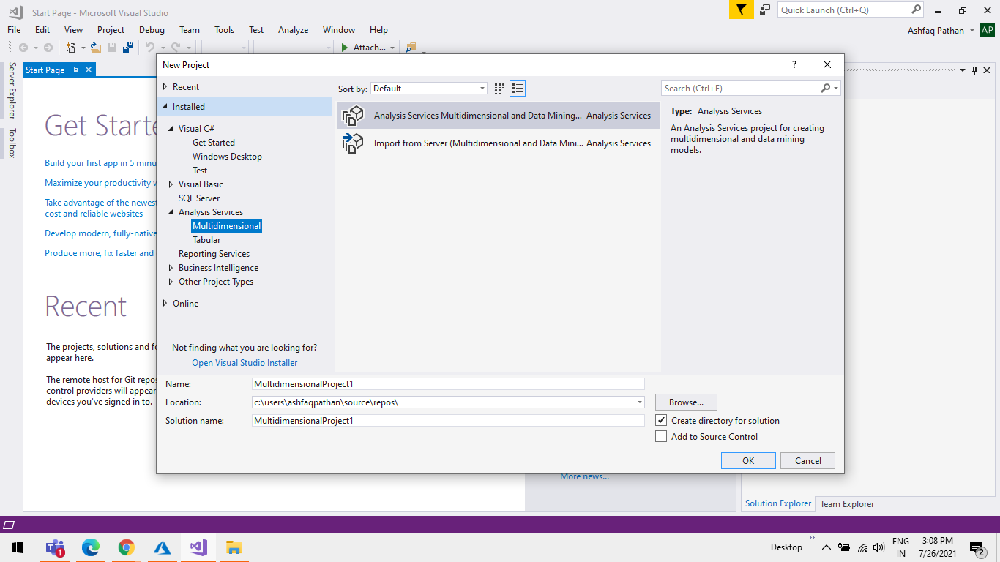 Start Page - Microsoft Visual Studio
Quick Launch (Ctrl+Q)
File Edit View Project Debug Team Tools Test Analyze Window Help
Ashfaq Pathan AP
Attach...
Server Explorer
Toolbox
Start Page
Get Starte
Build your first app in 5 minu
Maximize your productivity
Take advantage of the newest
cost and reliable websites
Develop modern, fully-native
Produce more, fix faster and
Recent
The projects, solutions and fo
appear here.
The remote host for Git repos
control providers will appear
devices you've signed in to.
New Project
?
Recent
Installed
Visual C#
Get Started
Windows Desktop
Test
Visual Basic
SQL Server
Analysis Services
Multidimensional
Tabular
Reporting Services
Business Intelligence
Other Project Types
Online
Not finding what you are looking for?
Open Visual Studio Installer
Sort by: Default
Analysis Services Multidimensional and Data Mining... Analysis Services
Import from Server (Multidimensional and Data Mini... Analysis Services
Search (Ctrl+E)
Type: Analysis Services
An Analysis Services project for creating
multidimensional and data mining
models.
Name: MultidimensionalProject1
Location: c:\users\ashfaqpathan\source\repos\
Browse...
Solution name: MultidimensionalProject1
Create directory for solution
Add to Source Control
OK Cancel
More news...
Solution Explorer Team Explorer
1
Desktop
ENG
IN
3:08 PM
7/26/2021
2